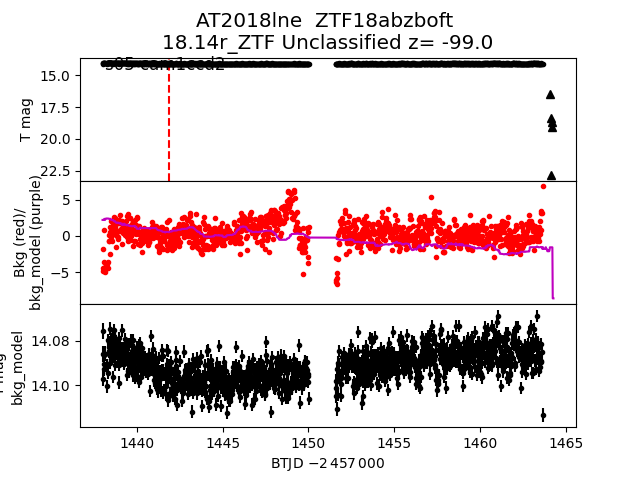 AT2018lne  ZTF18abzboft
18.14r_ZTF Unclassified z= -99.0
s05 cam1ccd2
T mag
15.0
17.5
20.0
22.5
Bkg (red)/
bkg_model (purple)
5
0
−5
bkg_model
14.08
14.10
1440
1445
1450
1455
1460
1465
BTJD −2 457 000